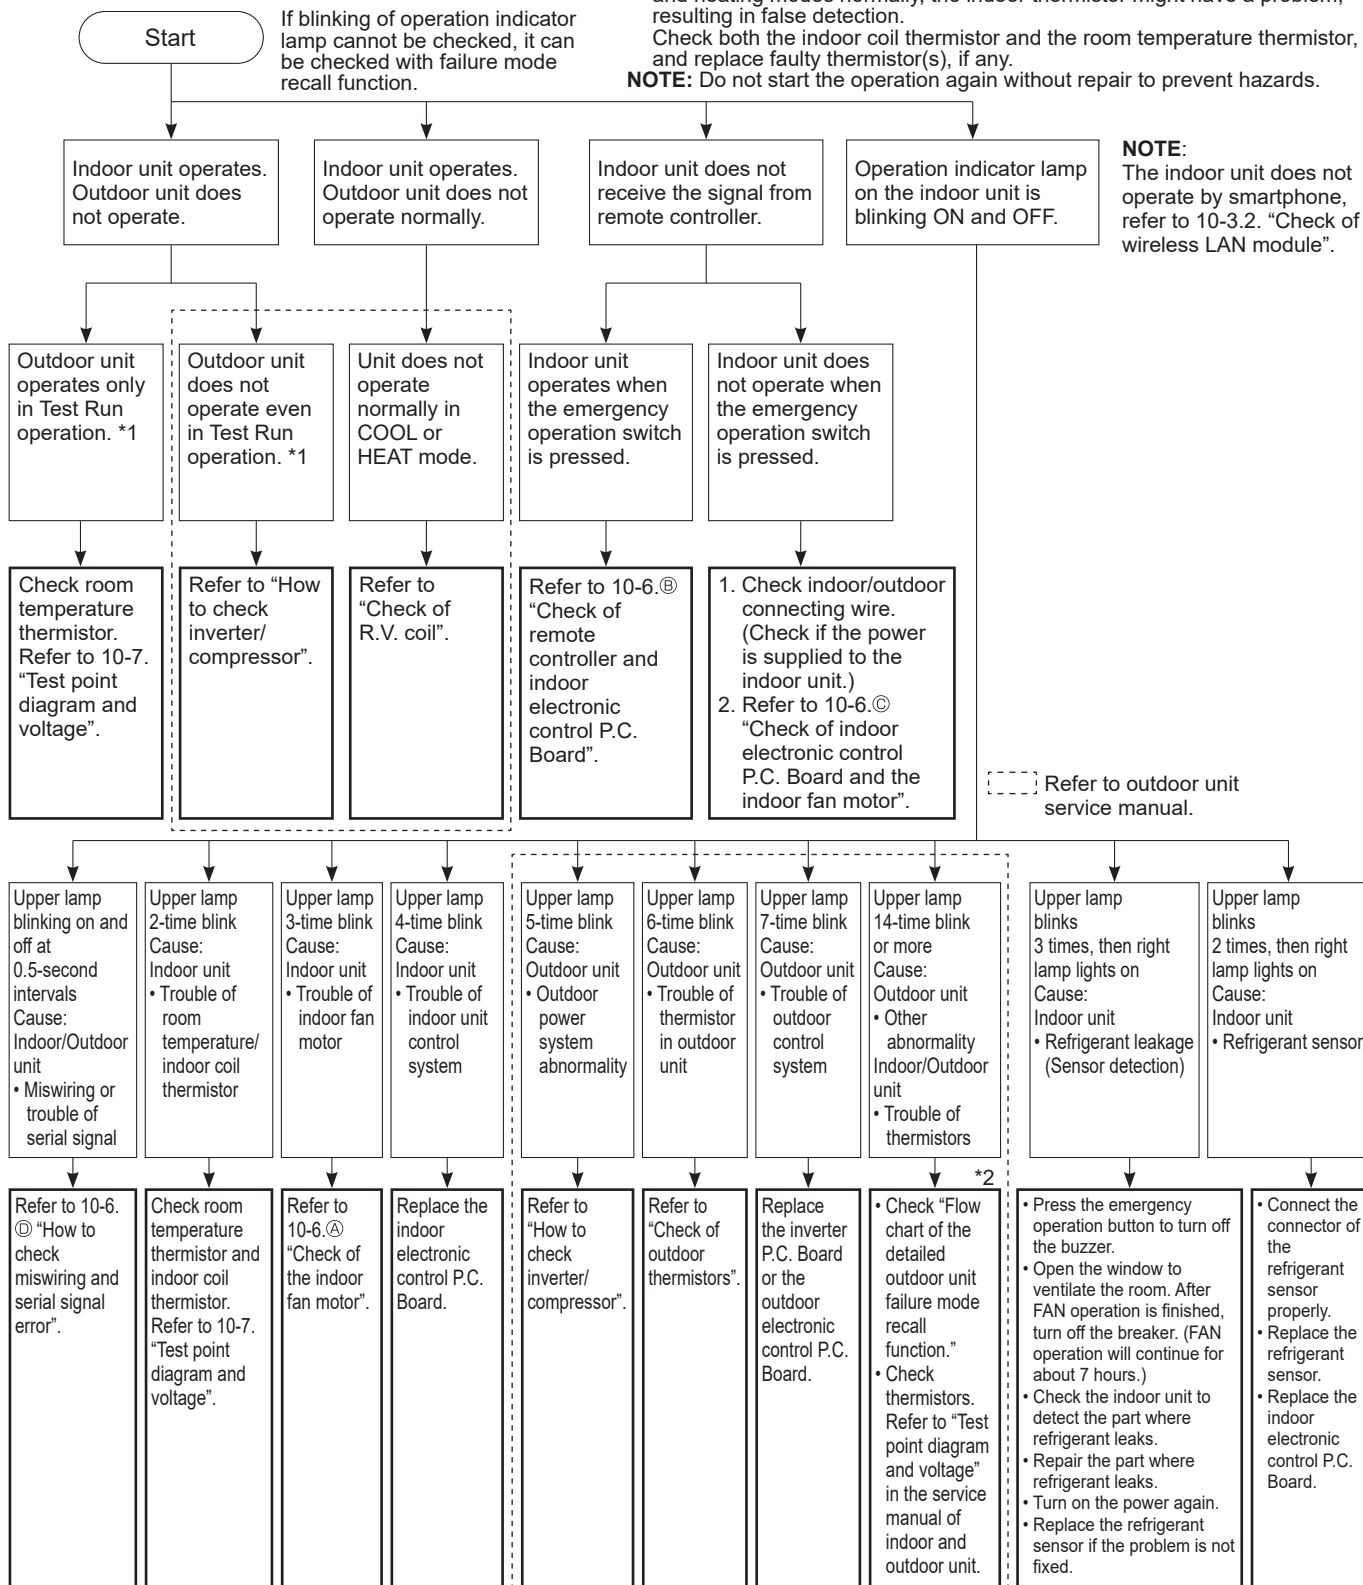 and heating modes normally, the indoor thermistor might have a problem,
resulting in false detection.
Check both the indoor coil thermistor and the room temperature thermistor,
and replace faulty thermistor(s), if any.
NOTE: Do not start the operation again without repair to prevent hazards.
Start
If blinking of operation indicator
lamp cannot be checked, it can
be checked with failure mode
recall function.
Indoor unit operates.
Outdoor unit does
not operate.
Indoor unit operates.
Outdoor unit does not
operate normally.
Indoor unit does not
receive the signal from
remote controller.
Operation indicator lamp
on the indoor unit is
blinking ON and OFF.
NOTE:
The indoor unit does not
operate by smartphone,
refer to 10-3.2. “Check of
wireless LAN module”.
Outdoor unit
operates only
in Test Run
operation. *1
Outdoor unit
does not
operate even
in Test Run
operation. *1
Unit does not
operate
normally in
COOL or
HEAT mode.
Indoor unit
operates when
the emergency
operation switch
is pressed.
Indoor unit does
not operate when
the emergency
operation switch
is pressed.
Check room
temperature
thermistor.
Refer to 10-7.
“Test point
diagram and
voltage”.
Refer to “How
to check
inverter/
compressor”.
Refer to
“Check of
R.V. coil”.
Refer to 10-6.Ⓑ
“Check of
remote
controller and
indoor
electronic
control P.C.
Board”.
1. Check indoor/outdoor
connecting wire.
(Check if the power
is supplied to the
indoor unit.)
2. Refer to 10-6.Ⓒ
“Check of indoor
electronic control
P.C. Board and the
indoor fan motor”.
Refer to outdoor unit
service manual.
Upper lamp
blinking on and
off at
0.5-second
intervals
Cause:
Indoor/Outdoor
unit
• Miswiring or
trouble of
serial signal
Upper lamp
2-time blink
Cause:
Indoor unit
• Trouble of
room
temperature/
indoor coil
thermistor
Upper lamp
3-time blink
Cause:
Indoor unit
• Trouble of
indoor fan
motor
Upper lamp
4-time blink
Cause:
Indoor unit
• Trouble of
indoor unit
control
system
Upper lamp
5-time blink
Cause:
Outdoor unit
• Outdoor
power
system
abnormality
Upper lamp
6-time blink
Cause:
Outdoor unit
• Trouble of
thermistor
in outdoor
unit
Upper lamp
7-time blink
Cause:
Outdoor unit
• Trouble of
outdoor
control
system
Upper lamp
14-time blink
or more
Cause:
Outdoor unit
• Other
abnormality
Indoor/Outdoor
unit
• Trouble of
thermistors
Upper lamp
blinks
3 times, then right
lamp lights on
Cause:
Indoor unit
• Refrigerant leakage
(Sensor detection)
Upper lamp
blinks
2 times, then right
lamp lights on
Cause:
Indoor unit
• Refrigerant sensor
*2
Refer to 10-6.
Ⓓ “How to
check
miswiring and
serial signal
error”.
Check room
temperature
thermistor and
indoor coil
thermistor.
Refer to 10-7.
“Test point
diagram and
voltage”.
Refer to
10-6.Ⓐ
“Check of
the indoor
fan motor”.
Replace the
indoor
electronic
control P.C.
Board.
Refer to
“How to
check
inverter/
compressor”.
Refer to
“Check of
outdoor
thermistors”.
Replace
the inverter
P.C. Board
or the
outdoor
electronic
control P.C.
Board.
• Check “Flow
chart of the
detailed
outdoor unit
failure mode
recall
function.”
• Check
thermistors.
Refer to “Test
point diagram
and voltage”
in the service
manual of
indoor and
outdoor unit.
• Press the emergency
operation button to turn off
the buzzer.
• Open the window to
ventilate the room. After
FAN operation is finished,
turn off the breaker. (FAN
operation will continue for
about 7 hours.)
• Check the indoor unit to
detect the part where
refrigerant leaks.
• Repair the part where
refrigerant leaks.
• Turn on the power again.
• Replace the refrigerant
sensor if the problem is not
fixed.
• Connect the
connector of
the
refrigerant
sensor
properly.
• Replace the
refrigerant
sensor.
• Replace the
indoor
electronic
control P.C.
Board.